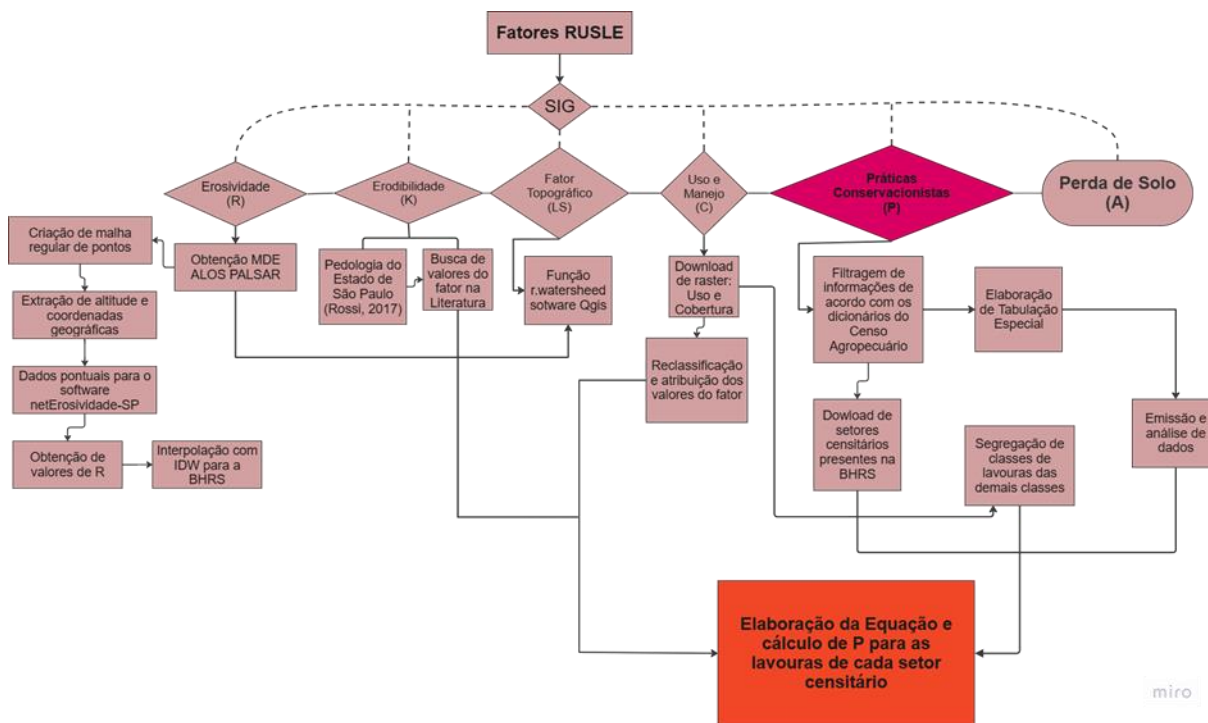 Fatores RUSLE
SIG
Erosividade
(R)
Erodibilidade
(K)
Fator
Topográfico
(LS)
Uso e
Manejo
(C)
Práticas
Conservacionistas
(P)
Perda de Solo
(A)
Criação de malha
regular de pontos
Obtenção MDE
ALOS PALSAR
Pedologia do
Estado de
São Paulo
(Rossi, 2017)
Busca de
valores do
fator na
Literatura
Função
r.watersheed
sotware Qgis
Download
de raster:
Uso e
Cobertura
Filtragem de
informações de
acordo com os
dicionários do
Censo
Agropecuário
Elaboração
de Tabulação
Especial
Extração de altitude e
coordenadas
geográficas
Dados pontuais para o
software
netErosividade-SP
Reclassificação
e atribuição dos
valores do fator
Obtenção de
valores de R
Interpolação com
IDW para a
BHRS
Dowload de
setores
censitários
presentes na
BHRS
Segregação de
classes de
lavouras das
demais classes
Emissão e
análise de
dados
Elaboração da Equação e
cálculo de P para as
lavouras de cada setor
censitário
miro